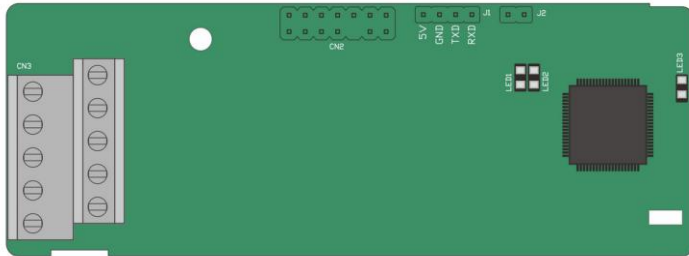 J1
J2
5V
GND
TXD
RXD
CN2
CN3
LED1
LED2
LED3